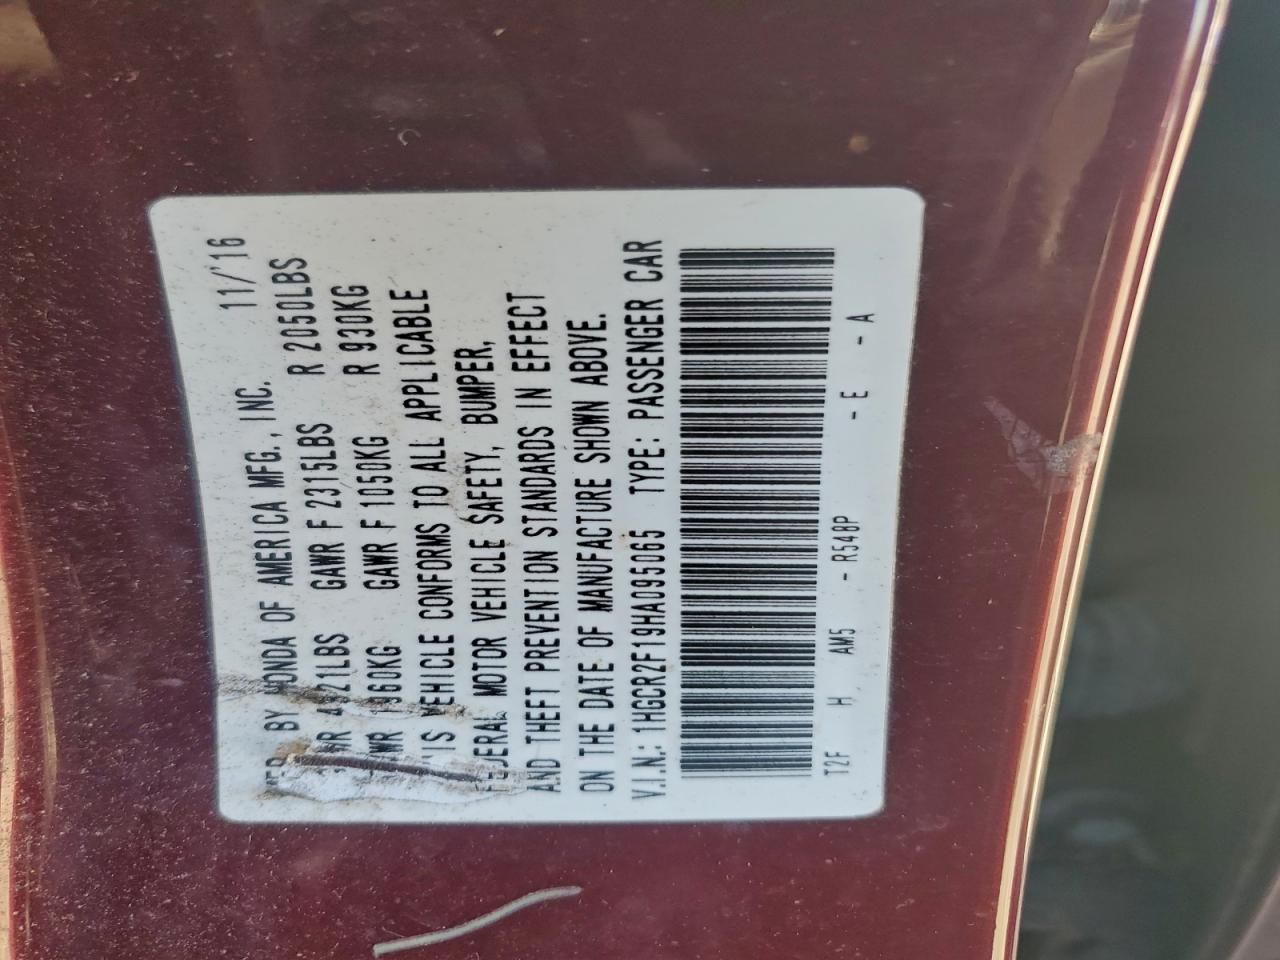 BY HONDA OF AMERICA MFG., INC. 11/'16
LBS GAWR F 2315LBS R 2050LBS
1960KG GAWR F 1050KG R 930KG
VEHICLE CONFORMS TO ALL APPLICABLE
FEDERAL MOTOR VEHICLE SAFETY, BUMPER,
AND THEFT PREVENTION STANDARDS IN EFFECT
ON THE DATE OF MANUFACTURE SHOWN ABOVE.
V.I.N.: 1HGCR2F19HA095065 TYPE: PASSENGER CAR
T2F H AM5 - R548P - E - A